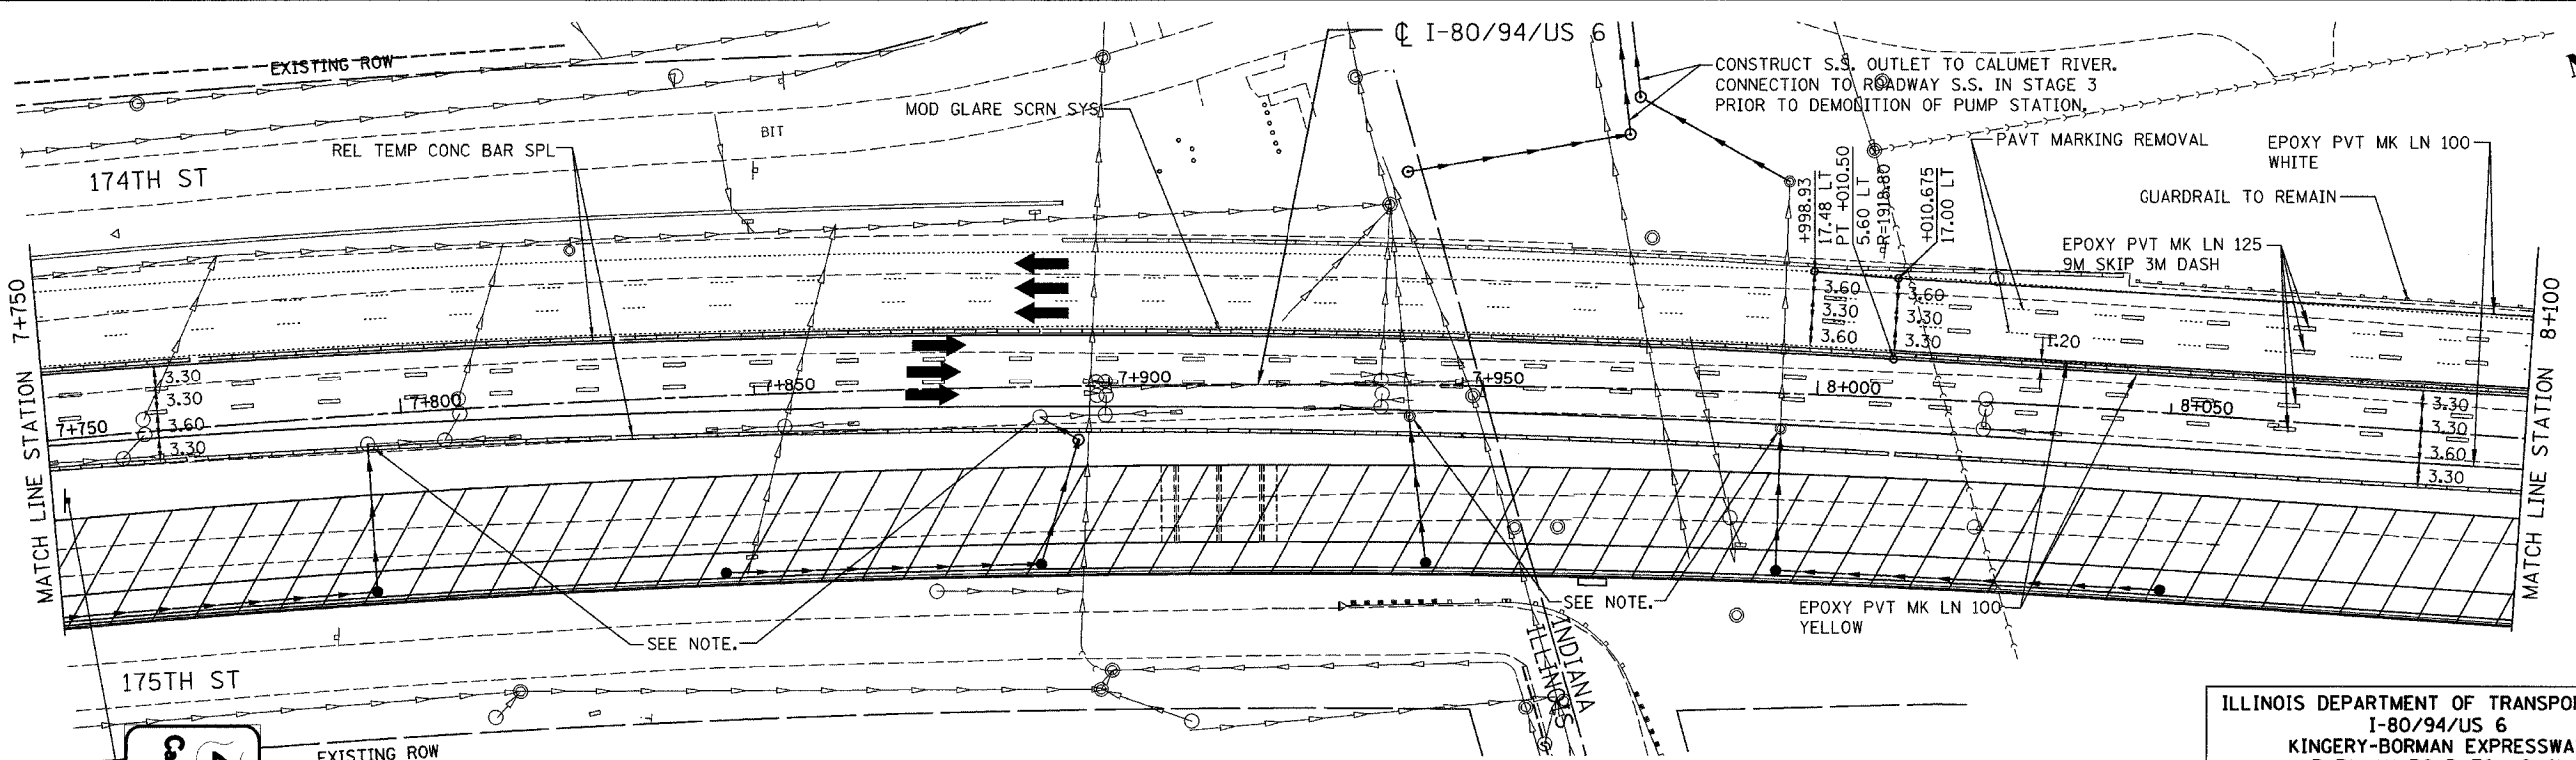 EXISTING ROW
174TH ST
REL TEMP CONC BAR SPL
BIT
MOD GLARE SCRN SYS
℄ I-80/94/US 6
CONSTRUCT S.S. OUTLET TO CALUMET RIVER.
CONNECTION TO ROADWAY S.S. IN STAGE 3
PRIOR TO DEMOLITION OF PUMP STATION.
PAVT MARKING REMOVAL
EPOXY PVT MK LN 100
WHITE
GUARDRAIL TO REMAIN
EPOXY PVT MK LN 125
9M SKIP 3M DASH
+998.93
17.48 LT
PT +010.50
5.60 LT
R=1918.80
+010.675
17.00 LT
3.60
3.30
3.60
3.60
3.30
3.30
1.20
MATCH LINE STATION 7+750
3.30
3.30
3.60
3.30
7+750
7+800
7+850
7+900
7+950
8+000
8+050
3.30
3.30
3.60
3.30
MATCH LINE STATION 8+100
SEE NOTE.
SEE NOTE.
EPOXY PVT MK LN 100
YELLOW
INDIANA
ILLINOIS
175TH ST
EXISTING ROW
Ca
ILLINOIS DEPARTMENT OF TRANSPO
I-80/94/US 6
KINGERY-BORMAN EXPRESSWA